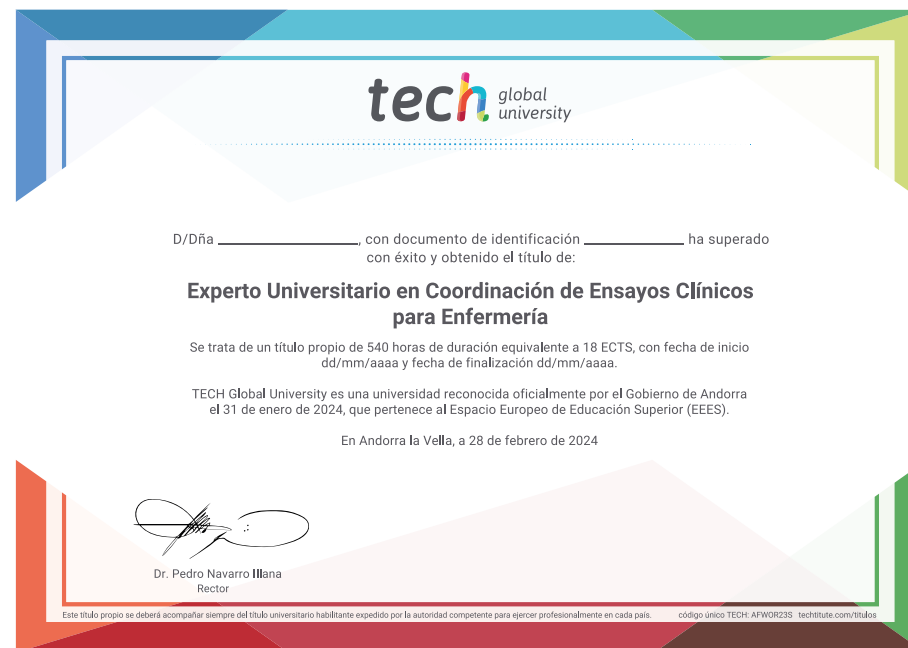 tech global university
D/Dña ________________, con documento de identificación ____________ ha superado
con éxito y obtenido el título de:
Experto Universitario en Coordinación de Ensayos Clínicos
para Enfermería
Se trata de un título propio de 540 horas de duración equivalente a 18 ECTS, con fecha de inicio
dd/mm/aaaa y fecha de finalización dd/mm/aaaa.
TECH Global University es una universidad reconocida oficialmente por el Gobierno de Andorra
el 31 de enero de 2024, que pertenece al Espacio Europeo de Educación Superior (EEES).
En Andorra la Vella, a 28 de febrero de 2024
Dr. Pedro Navarro Illana
Rector
Este título propio se deberá acompañar siempre del título universitario habilitante expedido por la autoridad competente para ejercer profesionalmente en cada país. código único TECH: AFWOR23S techtitute.com/titulos